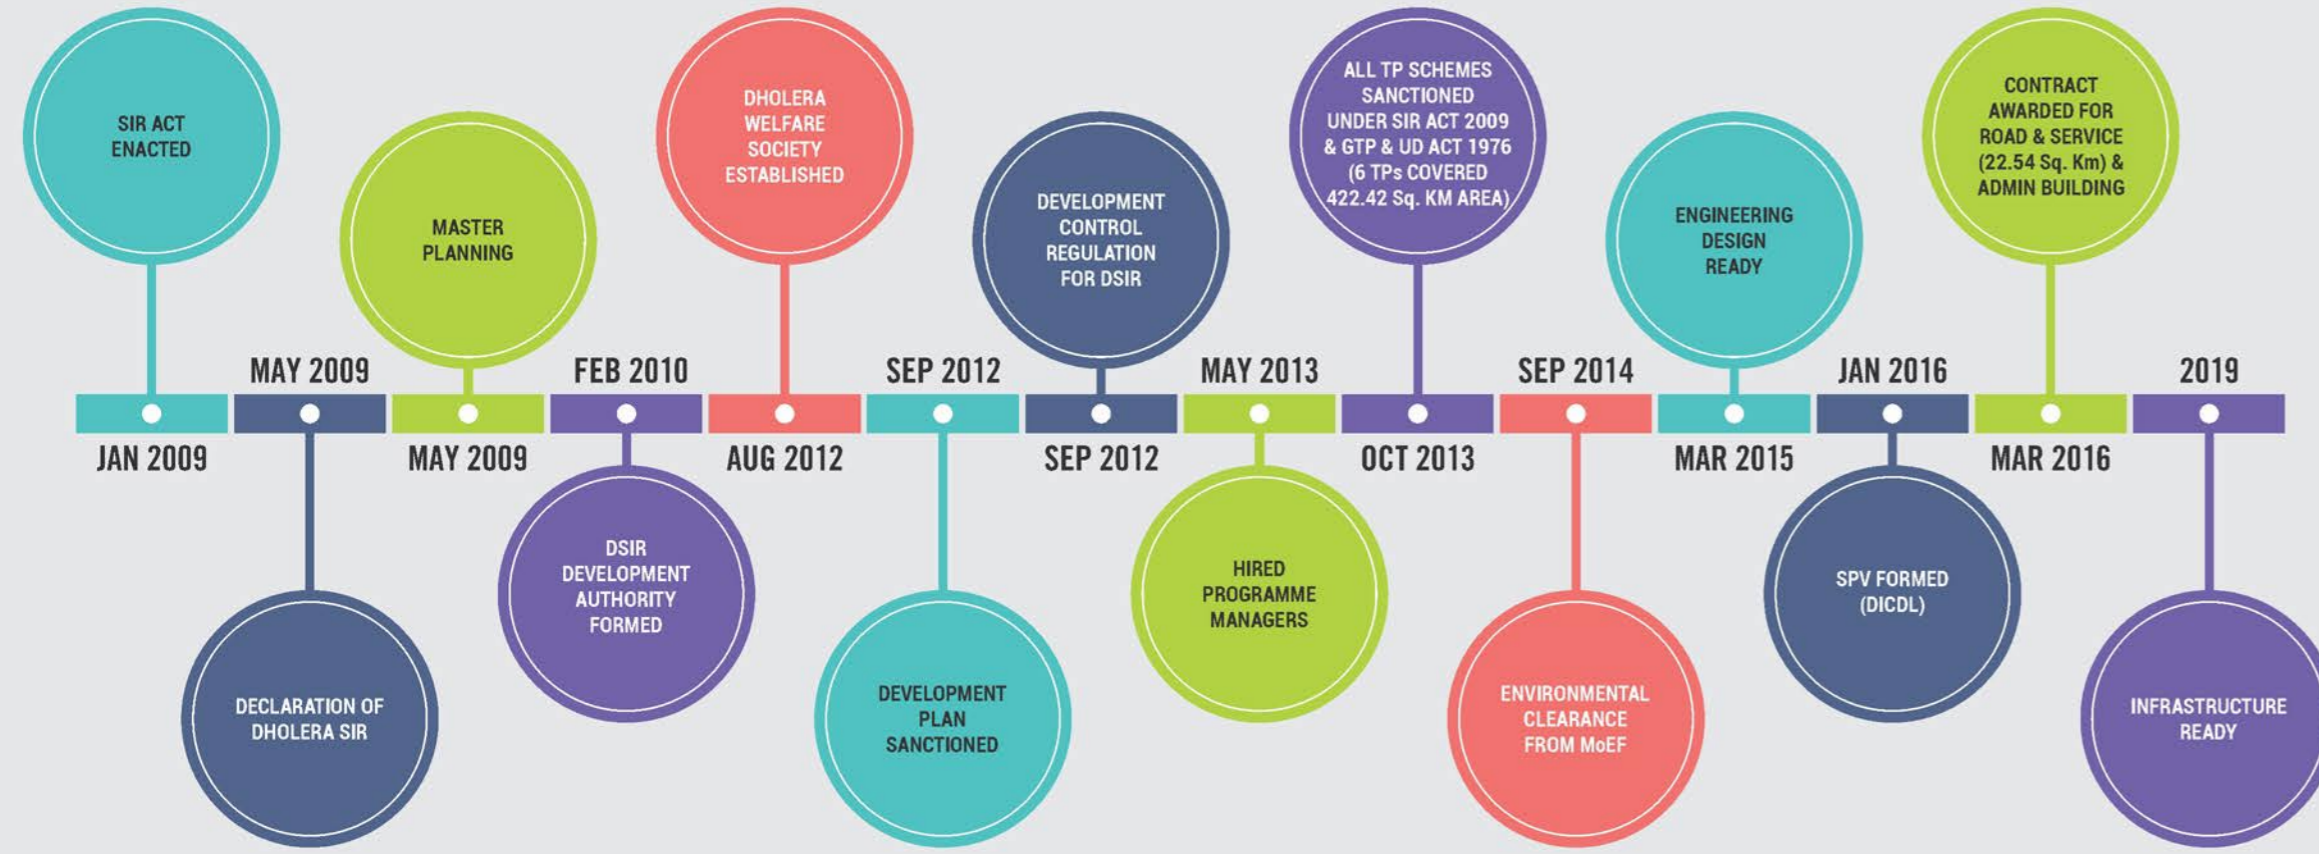 SIR ACT
ENACTED
JAN 2009
MAY 2009
DECLARATION OF
DHOLERA SIR
MASTER
PLANNING
MAY 2009
FEB 2010
DSIR
DEVELOPMENT
AUTHORITY
FORMED
DHOLERA
WELFARE
SOCIETY
ESTABLISHED
AUG 2012
SEP 2012
DEVELOPMENT
PLAN
SANCTIONED
DEVELOPMENT
CONTROL
REGULATION
FOR DSIR
SEP 2012
MAY 2013
HIRED
PROGRAMME
MANAGERS
ALL TP SCHEMES
SANCTIONED
UNDER SIR ACT 2009
& GTP & UD ACT 1976
(6 TPs COVERED
422.42 Sq. KM AREA)
OCT 2013
SEP 2014
ENVIRONMENTAL
CLEARANCE
FROM MoEF
ENGINEERING
DESIGN
READY
MAR 2015
JAN 2016
SPV FORMED
(DICDL)
CONTRACT
AWARDED FOR
ROAD & SERVICE
(22.54 Sq. Km) &
ADMIN BUILDING
MAR 2016
2019
INFRASTRUCTURE
READY